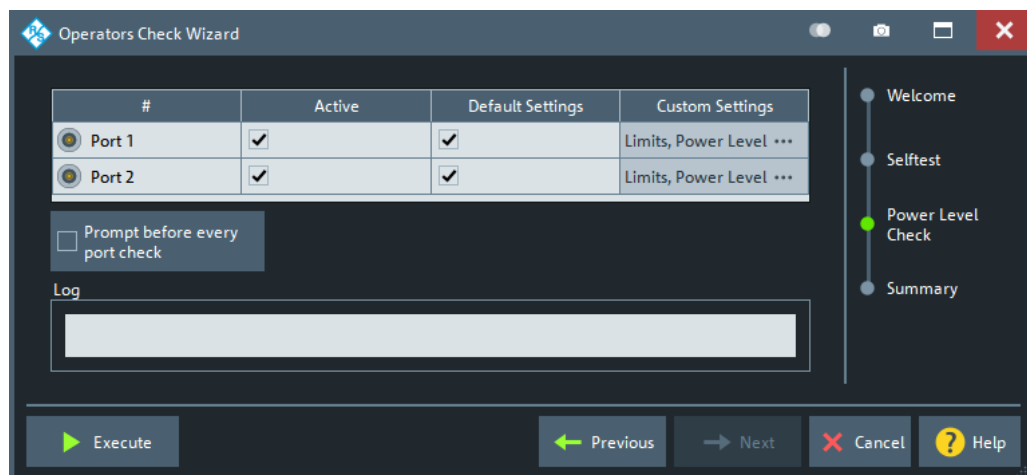 R&S Operators Check Wizard
# Active Default Settings Custom Settings
Port 1 Limits, Power Level ···
Port 2 Limits, Power Level ···
Prompt before every
port check
Log
Welcome
Selftest
Power Level
Check
Summary
Execute Previous Next Cancel ? Help